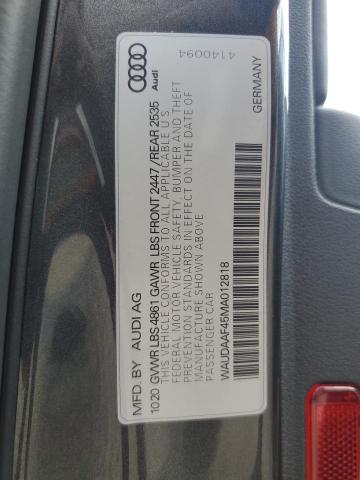 4140094
Audi
MFD. BY AUDI AG
10 20 GVWR LBS 4861 GAWR LBS FRONT 2447 / REAR 2535
THIS VEHICLE CONFORMS TO ALL APPLICABLE U S
FEDERAL MOTOR VEHICLE SAFETY, BUMPER AND THEFT
PREVENTION STANDARDS IN EFFECT ON THE DATE OF
MANUFACTURE SHOWN ABOVE
PASSENGER CAR
WAUDAAF45MA012818
GERMANY